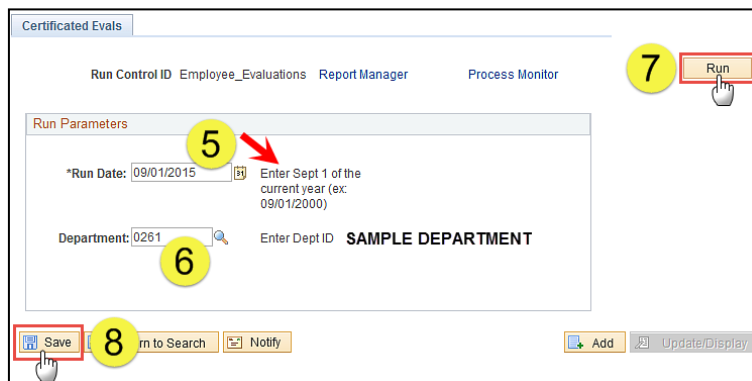 Certificated Evals
Run Control ID Employee_Evaluations Report Manager Process Monitor
7 Run
Run Parameters
5
*Run Date: 09/01/2015 31 Enter Sept 1 of the
current year (ex:
09/01/2000)
Department: 0261 Enter Dept ID SAMPLE DEPARTMENT
6
Save 8 rn to Search Notify Add Update/Display